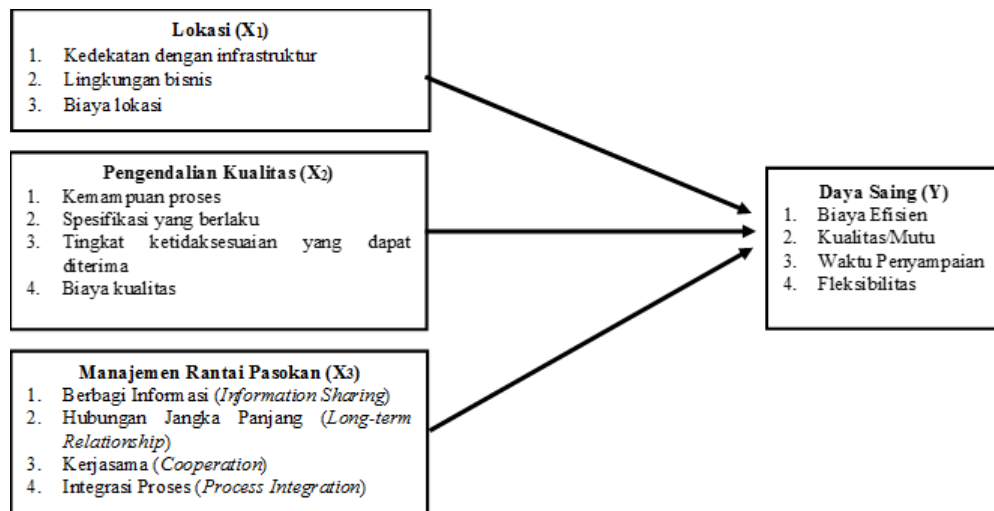 Lokasi (X1)
1. Kedekatan dengan infrastruktur
2. Lingkungan bisnis
3. Biaya lokasi
Pengendalian Kualitas (X2)
1. Kemampuan proses
2. Spesifikasi yang berlaku
3. Tingkat ketidaksesuaian yang dapat
diterima
4. Biaya kualitas
Manajemen Rantai Pasokan (X3)
1. Berbagi Informasi (Information Sharing)
2. Hubungan Jangka Panjang (Long-term
Relationship)
3. Kerjasama (Cooperation)
4. Integrasi Proses (Process Integration)
Daya Saing (Y)
1. Biaya Efisien
2. Kualitas/Mutu
3. Waktu Penyampaian
4. Fleksibilitas